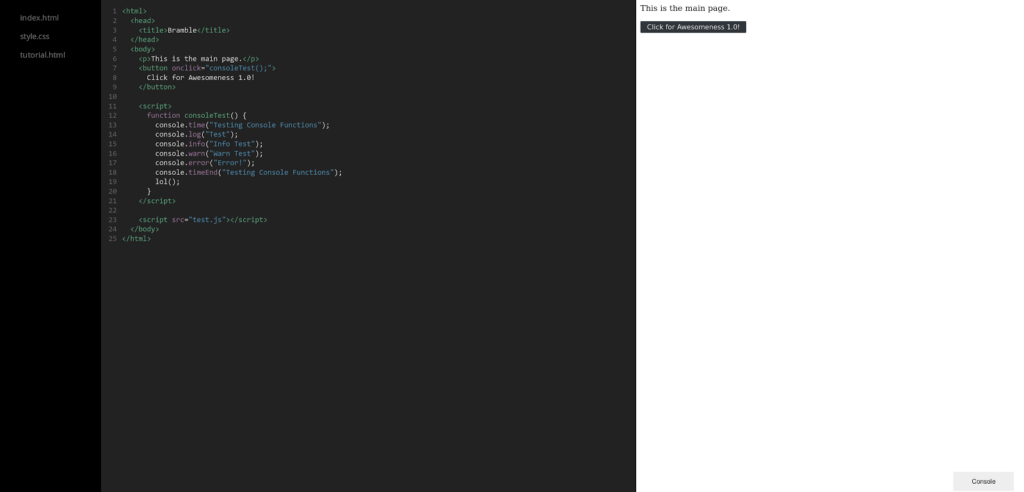 index.html
style.css
tutorial.html
1 <html>
2 <head>
3 <title>Bramble</title>
4 </head>
5 <body>
6 <p>This is the main page.</p>
7 <button onclick="consoleTest();">
8 Click for Awesomeness 1.0!
9 </button>
10
11 <script>
12 function consoleTest() {
13 console.time("Testing Console Functions");
14 console.log("Test");
15 console.info("Info Test");
16 console.warn("Warn Test");
17 console.error("Error!");
18 console.timeEnd("Testing Console Functions");
19 lol();
20 }
21 </script>
22
23 <script src="test.js"></script>
24 </body>
25 </html>
This is the main page.
Click for Awesomeness 1.0!
Console